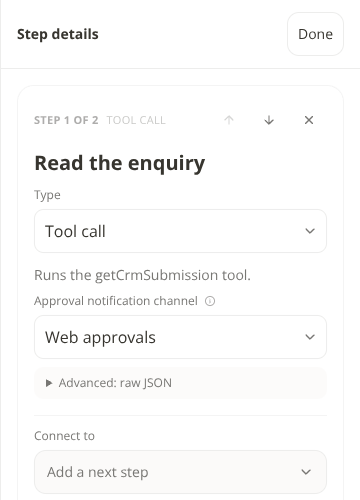 Step details
Done
STEP 1 OF 2 TOOL CALL
Read the enquiry
Type
Tool call
Runs the getCrmSubmission tool.
Approval notification channel
Web approvals
Advanced: raw JSON
Connect to
Add a next step